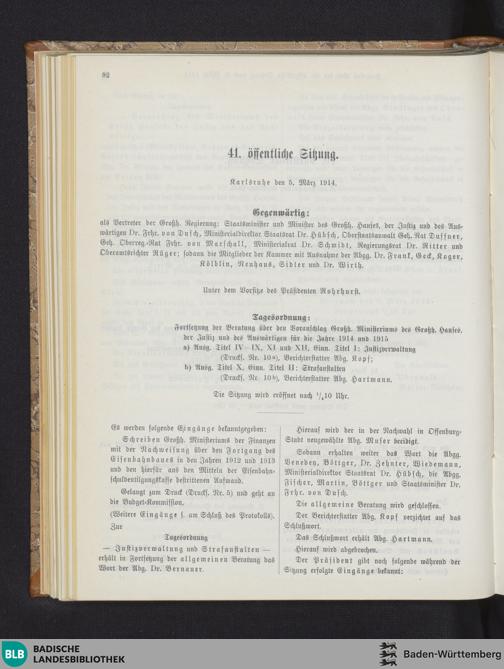 92
41. öffentliche Sitzung.
Karlsruhe den 5. März 1914.
Gegenwärtig:
als Vertreter der Großh. Regierung: Staatsminister und Minister des Großh. Hauses, der Justiz und des Aus-
wärtigen Dr. Frhr. von Dusch, Ministerialdirektor Staatsrat Dr. Hübsch, Oberstaatsanwalt Geh. Rat Duffner,
Geh. Oberreg.-Rat Frhr. von Marschall, Ministerialrat Dr. Schmidt, Regierungsrat Dr. Ritter und
Oberamtsrichter Rüger; sodann die Mitglieder der Kammer mit Ausnahme der Abgg. Dr. Frank, Geck, Koger,
Kölblin, Neuhaus, Sidler und Dr. Wirth.
Unter dem Vorsitze des Präsidenten Rohrhurst.
Tagesordnung:
Fortsetzung der Beratung über den Voranschlag Großh. Ministeriums des Großh. Hauses,
der Justiz und des Auswärtigen für die Jahre 1914 und 1915
a) Ausg. Titel IV–IX, XI und XII, Einn. Titel I: Justizverwaltung
(Drucks. Nr. 10a), Berichterstatter Abg. Kopf;
b) Ausg. Titel X, Einn. Titel II: Strafanstalten
(Drucks. Nr. 10b), Berichterstatter Abg. Hartmann.
Die Sitzung wird eröffnet nach 1/410 Uhr.
Es werden folgende Eingänge bekanntgegeben:
Schreiben Großh. Ministeriums der Finanzen
mit der Nachweisung über den Fortgang des
Eisenbahnbaues in den Jahren 1912 und 1913
und den hierfür aus den Mitteln der Eisenbahn-
schuldentilgungskasse bestrittenen Aufwand.
Gelangt zum Druck (Drucks. Nr. 5) und geht an
die Budget-Kommission.
(Weitere Eingänge s. am Schluß des Protokolls).
Zur
Tagesordnung
— Justizverwaltung und Strafanstalten —
erhält in Fortsetzung der allgemeinen Beratung das
Wort der Abg. Dr. Bernauer.
Hierauf wird der in der Nachwahl in Offenburg-
Stadt neugewählte Abg. Muser beeidigt.
Sodann erhalten weiter das Wort die Abgg.
Venedey, Böttger, Dr. Zehnter, Wiedemann,
Ministerialdirektor Staatsrat Dr. Hübsch, die Abgg.
Fischer, Martin, Böttger und Staatsminister Dr.
Frhr. von Dusch.
Die allgemeine Beratung wird geschlossen.
Der Berichterstatter Abg. Kopf verzichtet auf das
Schlußwort.
Das Schlußwort erhält Abg. Hartmann.
Hierauf wird abgebrochen.
Der Präsident gibt noch folgende während der
Sitzung erfolgte Eingänge bekannt:
BLB
BADISCHE
LANDESBIBLIOTHEK
Baden-Württemberg